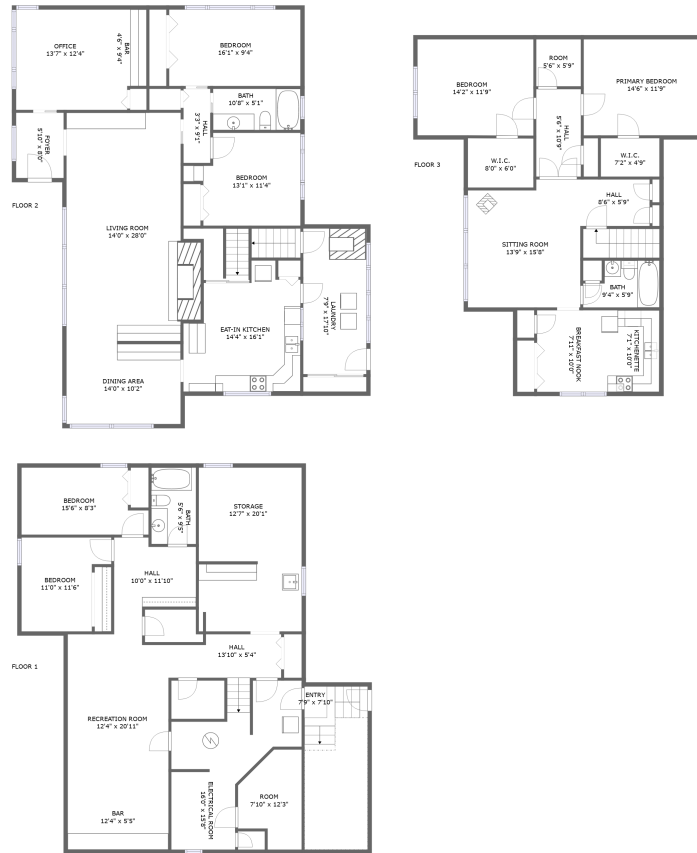 OFFICE
13'7" x 12'4"
BAR
4'6" x 9'4"
BEDROOM
16'1" x 9'4"
BATH
10'8" x 5'1"
FOYER
5'10" x 8'0"
HALL
3'3" x 9'1"
BEDROOM
13'1" x 11'4"
FLOOR 2
LIVING ROOM
14'0" x 28'0"
LAUNDRY
7'9" x 17'10"
EAT-IN KITCHEN
14'4" x 16'1"
DINING AREA
14'0" x 10'2"
ROOM
5'6" x 5'9"
BEDROOM
14'2" x 11'9"
PRIMARY BEDROOM
14'6" x 11'9"
HALL
5'6" x 10'9"
FLOOR 3
W.I.C.
8'0" x 6'0"
W.I.C.
7'2" x 4'9"
HALL
8'6" x 5'9"
SITTING ROOM
13'9" x 15'8"
BATH
9'4" x 5'9"
BREAKFAST NOOK
7'11" x 10'0"
KITCHENETTE
7'1" x 10'0"
BEDROOM
15'6" x 8'3"
BATH
5'6" x 9'5"
STORAGE
12'7" x 20'1"
BEDROOM
11'0" x 11'6"
HALL
10'0" x 11'10"
HALL
13'10" x 5'4"
FLOOR 1
ENTRY
7'9" x 7'10"
RECREATION ROOM
12'4" x 20'11"
ELECTRICAL ROOM
16'0" x 15'8"
ROOM
7'10" x 12'3"
BAR
12'4" x 5'5"